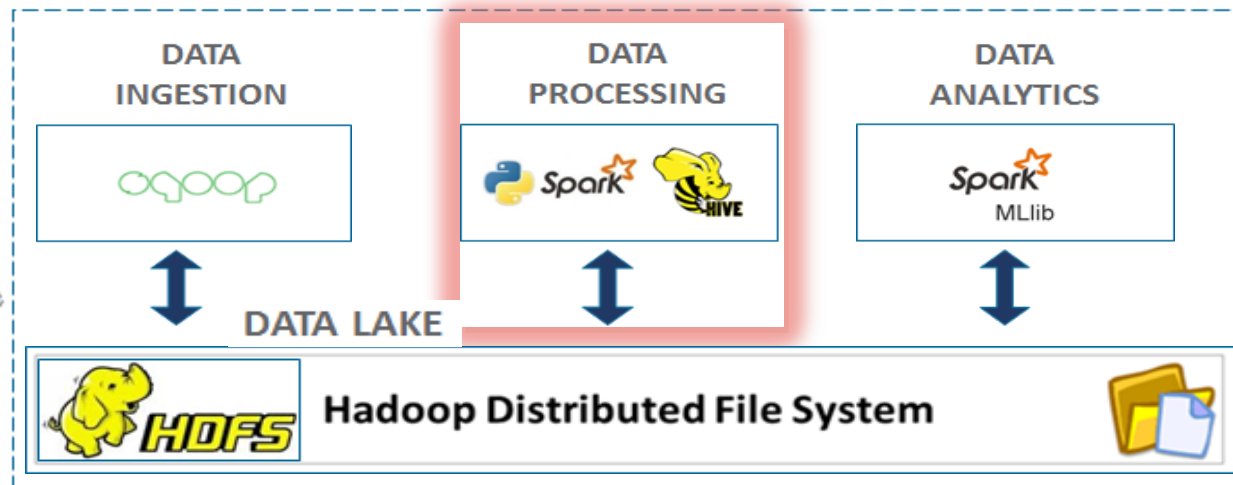 DATA
INGESTION
sqoop
DATA
PROCESSING
Spark
HIVE
DATA
ANALYTICS
Spark
MLlib
DATA LAKE
HDFS
Hadoop Distributed File System